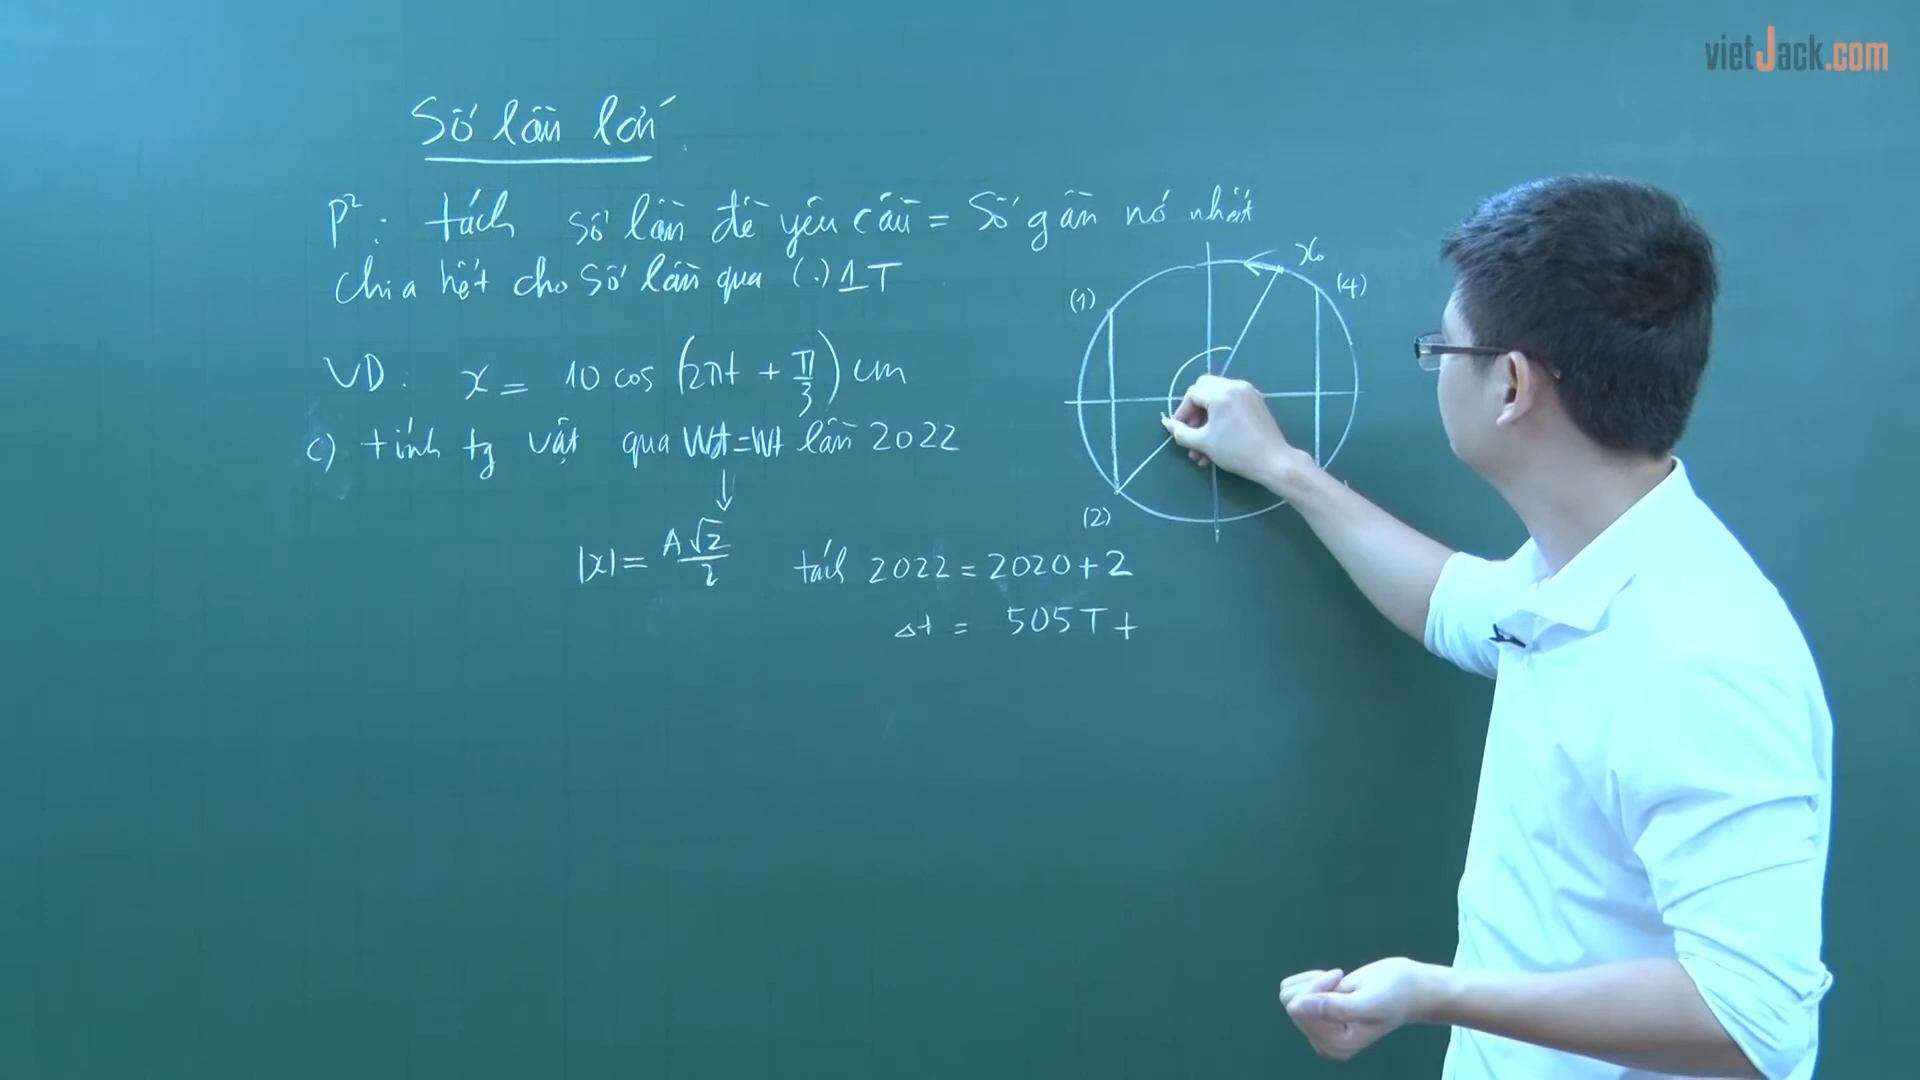 vietJack.com
Số lần lớn.
P²: tách số lần đề yêu cầu = số gần nó nhất
chia hết cho số lần qua (.) 1T
x₀
(1)
(4)
VD: x = 10 cos (2πt + π/3) cm
c) tính tg vật qua Wđ=Wt lần 2022
↓
(2)
|x| = A√2/2
tách 2022 = 2020 + 2
Δt = 505T +